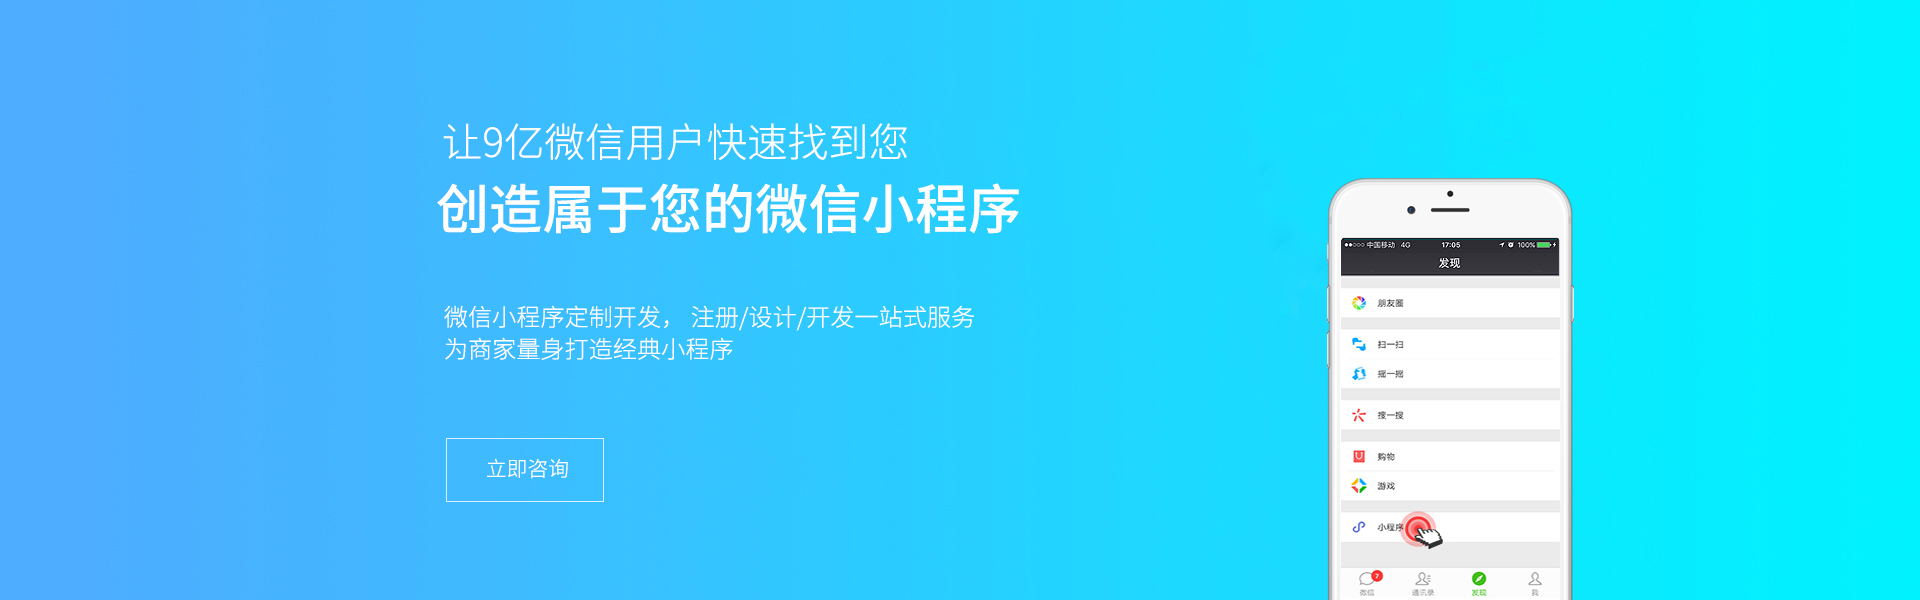 让9亿微信用户快速找到您
创造属于您的微信小程序
微信小程序定制开发， 注册/设计/开发一站式服务
为商家量身打造经典小程序
立即咨询
中国移动 4G 17:05 100%
发现
朋友圈
扫一扫
摇一摇
搜一搜
购物
游戏
小程序
7
微信 通讯录 发现 我